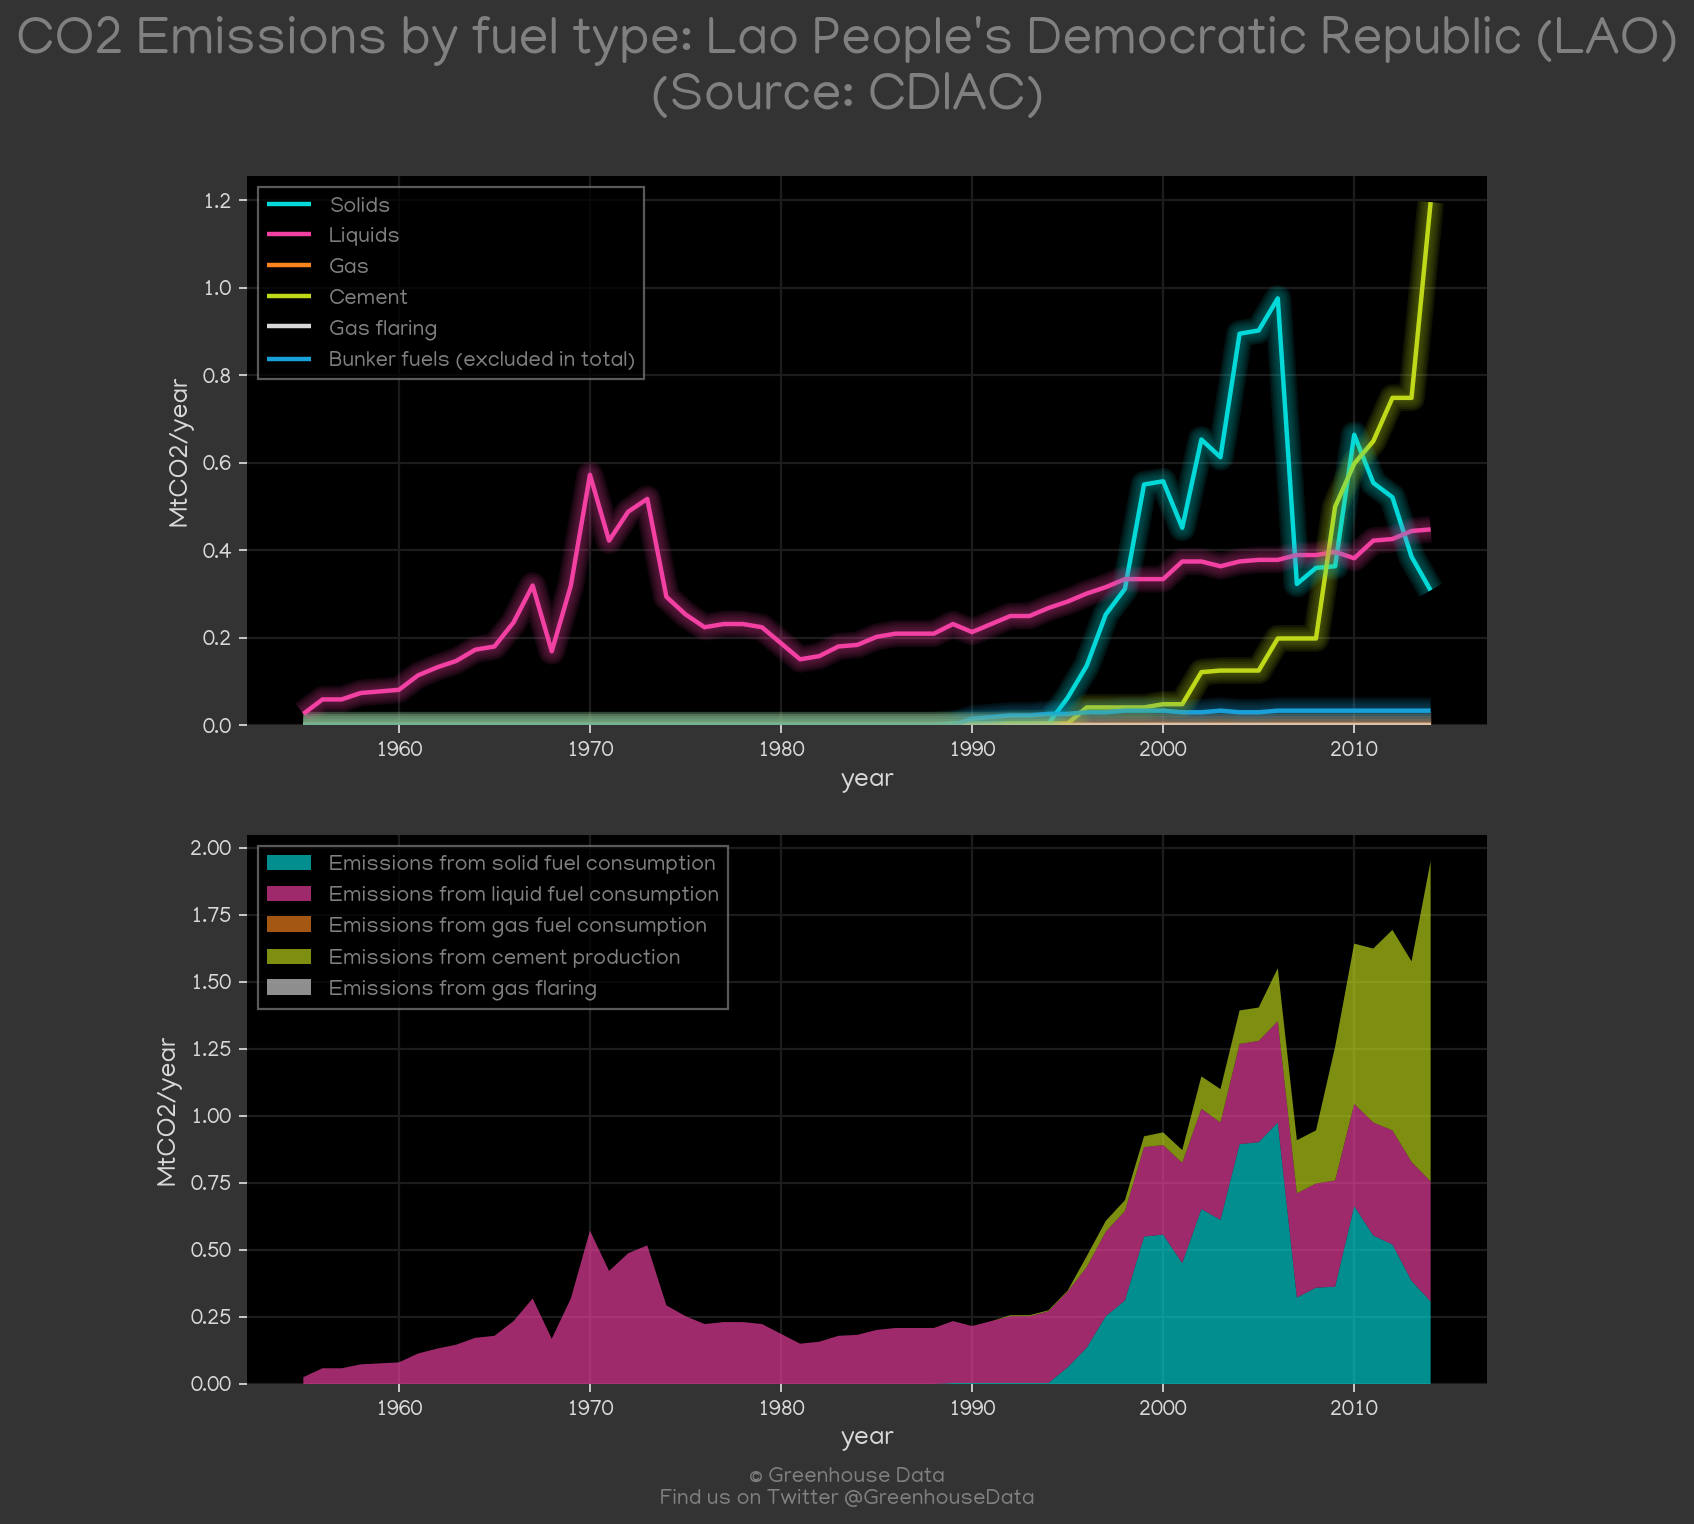 CO2 Emissions by fuel type: Lao People's Democratic Republic (LAO)
(Source: CDIAC)
1.2
1.0
0.8
0.6
0.4
0.2
0.0
MtCO2/year
Solids
Liquids
Gas
Cement
Gas flaring
Bunker fuels (excluded in total)
1960
1970
1980
1990
2000
2010
year
2.00
1.75
1.50
1.25
1.00
0.75
0.50
0.25
0.00
MtCO2/year
Emissions from solid fuel consumption
Emissions from liquid fuel consumption
Emissions from gas fuel consumption
Emissions from cement production
Emissions from gas flaring
1960
1970
1980
1990
2000
2010
year
© Greenhouse Data
Find us on Twitter @GreenhouseData